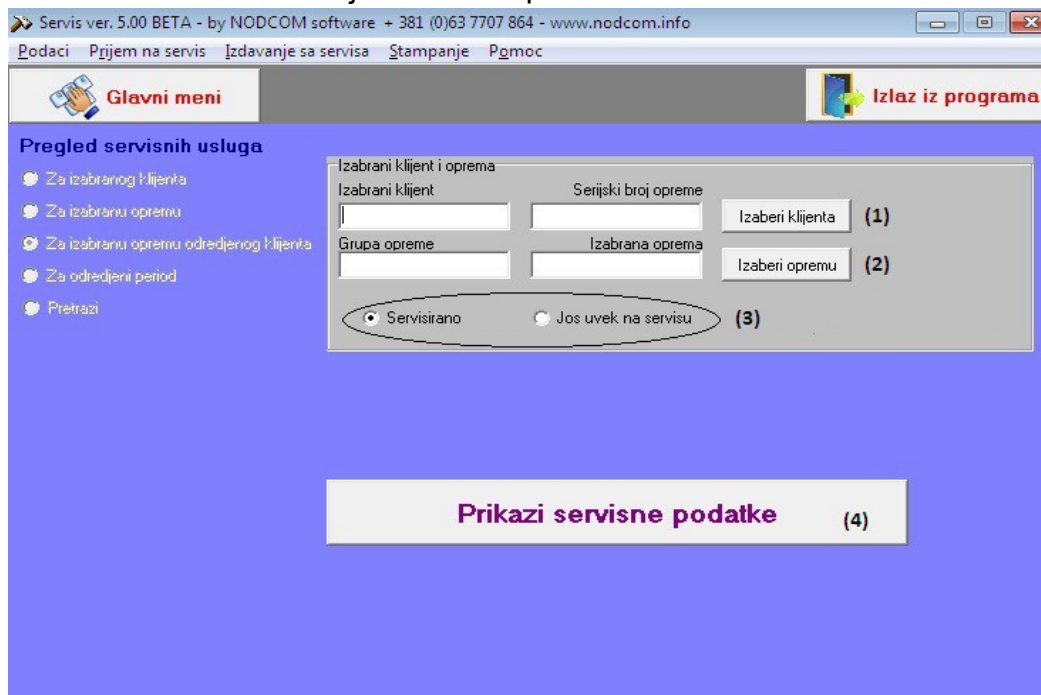 Servis ver. 5.00 BETA - by NODCOM software + 381 (0)63 7707 864 - www.nodcom.info
Podaci Prijem na servis Izdavanje sa servisa Stampanje Pomoc
Glavni meni
Izlaz iz programa
Pregled servisnih usluga
Za izabranog klijenta
Za izabranu opremu
Za izabranu opremu odredjenog klijenta
Za odredjeni period
Pretrazi
Izabrani klijent i oprema
Izabrani klijent Serijski broj opreme
Izaberi klijenta (1)
Grupa opreme Izabrana oprema
Izaberi opremu (2)
Servisirano Jos uvek na servisu (3)
Prikazi servisne podatke (4)